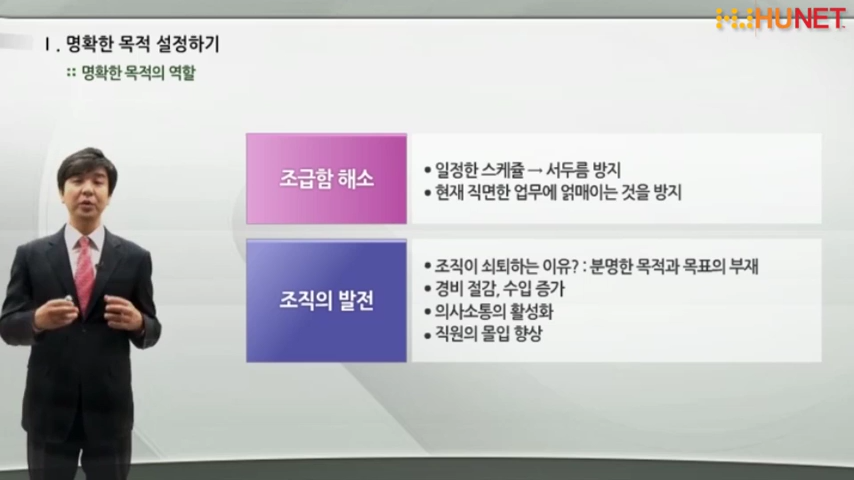 HUNET
Ⅰ. 명확한 목적 설정하기
:: 명확한 목적의 역할
조급함 해소
• 일정한 스케쥴 → 서두름 방지
• 현재 직면한 업무에 얽매이는 것을 방지
조직의 발전
• 조직이 쇠퇴하는 이유? : 분명한 목적과 목표의 부재
• 경비 절감, 수입 증가
• 의사소통의 활성화
• 직원의 몰입 향상